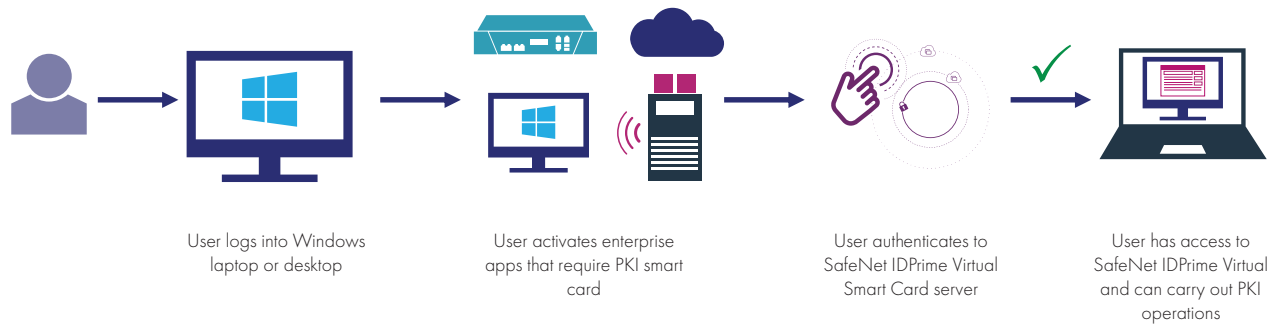 User logs into Windows
laptop or desktop
User activates enterprise
apps that require PKI smart
card
User authenticates to
SafeNet IDPrime Virtual
Smart Card server
User has access to
SafeNet IDPrime Virtual
and can carry out PKI
operations